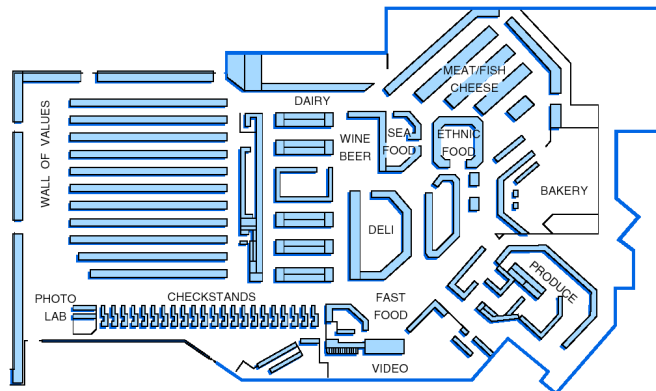 MEAT/FISH
CHEESE
DAIRY
WALL OF VALUES
WINE
BEER
SEA
FOOD
ETHNIC
FOOD
BAKERY
DELI
PRODUCE
PHOTO
LAB
CHECKSTANDS
FAST
FOOD
VIDEO